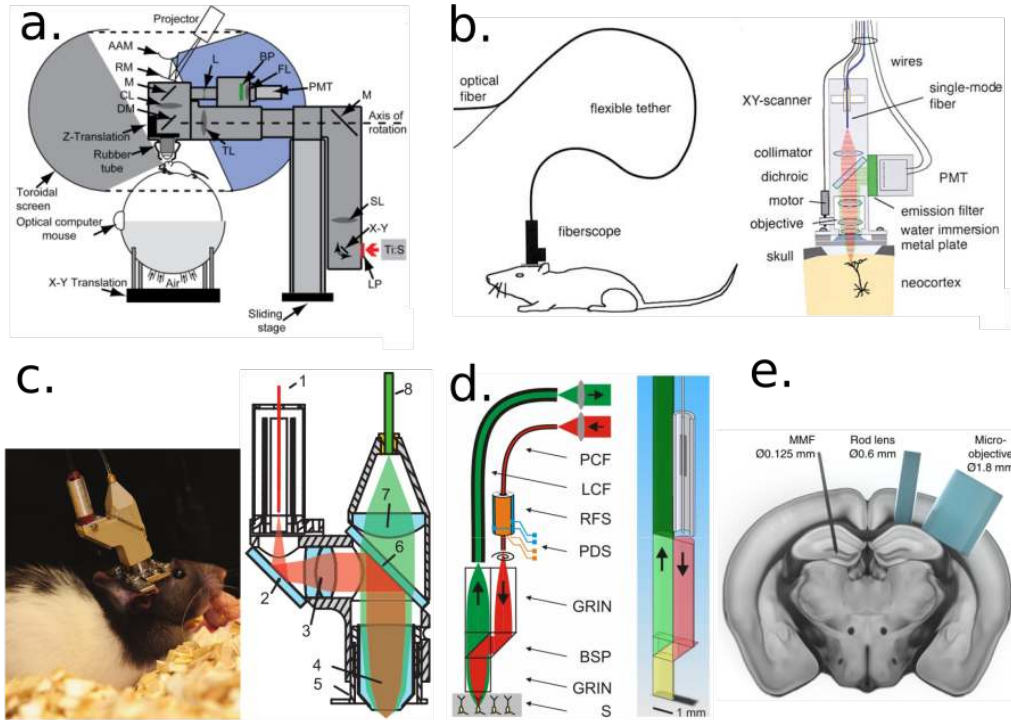 a.
Projector
AAM
RM
M
CL
DM
Z-Translation
Rubber
tube
Toroidal
screen
Optical computer
mouse
X-Y Translation
Air
L
BP
FL
PMT
M
Axis of
rotation
TL
SL
X-Y
Ti:S
LP
Sliding
stage
b.
optical
fiber
flexible tether
fiberscope
wires
XY-scanner
single-mode
fiber
collimator
dichroic
PMT
motor
emission filter
objective
water immersion
metal plate
skull
neocortex
c.
1
8
7
6
2
3
4
5
d.
PCF
LCF
RFS
PDS
GRIN
BSP
GRIN
S
1 mm
e.
MMF
Ø0.125 mm
Rod lens
Ø0.6 mm
Micro-
objective
Ø1.8 mm